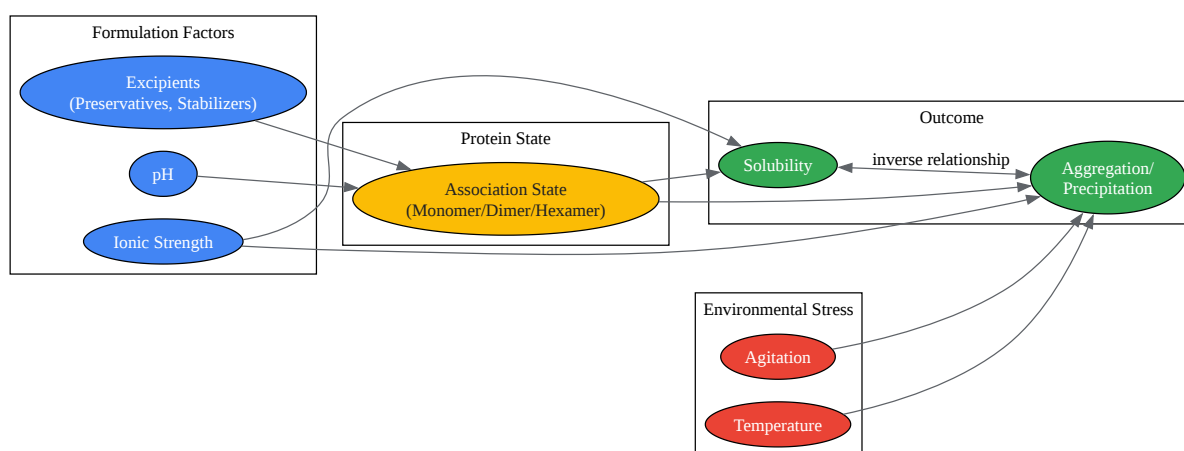 Formulation Factors
Excipients
(Preservatives, Stabilizers)
pH
Ionic Strength
Protein State
Association State
(Monomer/Dimer/Hexamer)
Outcome
Solubility
inverse relationship
Aggregation/
Precipitation
Environmental Stress
Agitation
Temperature